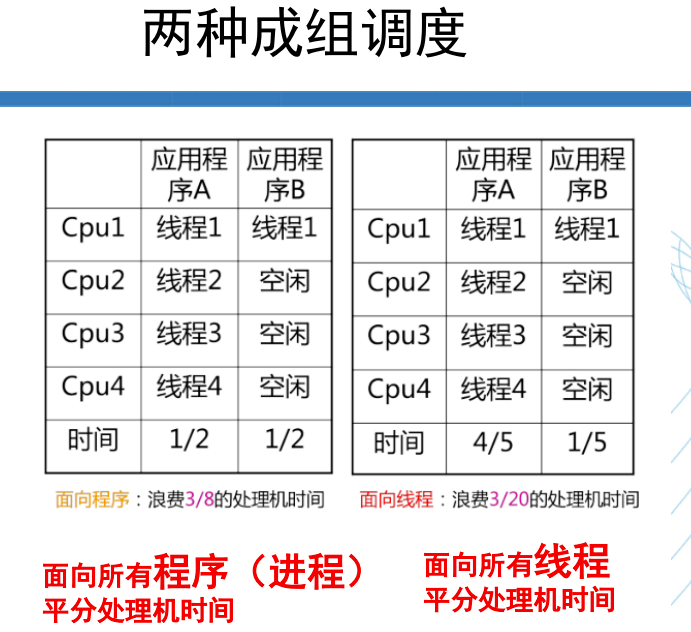 两种成组调度
应用程序A 应用程序B
Cpu1 线程1 线程1
Cpu2 线程2 空闲
Cpu3 线程3 空闲
Cpu4 线程4 空闲
时间 1/2 1/2
面向程序：浪费3/8的处理机时间
面向所有程序（进程）
平分处理机时间
应用程序A 应用程序B
Cpu1 线程1 线程1
Cpu2 线程2 空闲
Cpu3 线程3 空闲
Cpu4 线程4 空闲
时间 4/5 1/5
面向线程：浪费3/20的处理机时间
面向所有线程
平分处理机时间